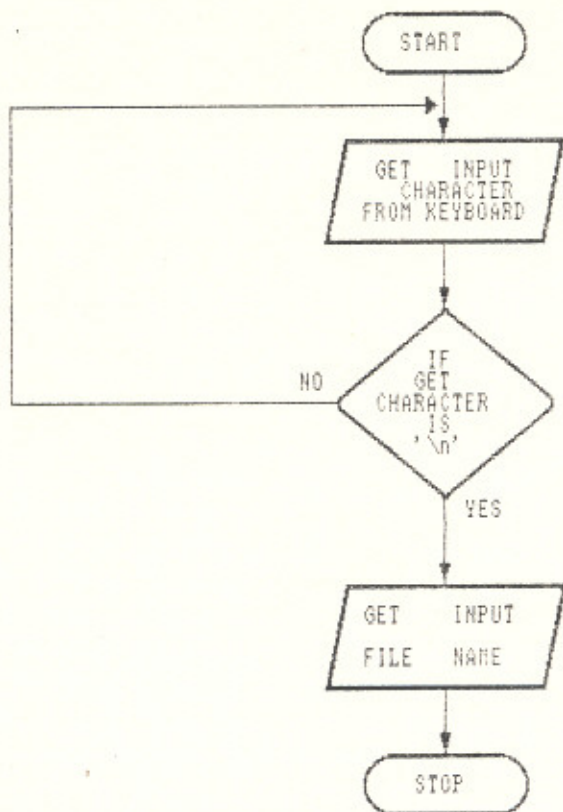 START
GET INPUT
CHARACTER
FROM KEYBOARD
IF
GET
CHARACTER
IS
'\n'
NO
YES
GET INPUT
FILE NAME
STOP